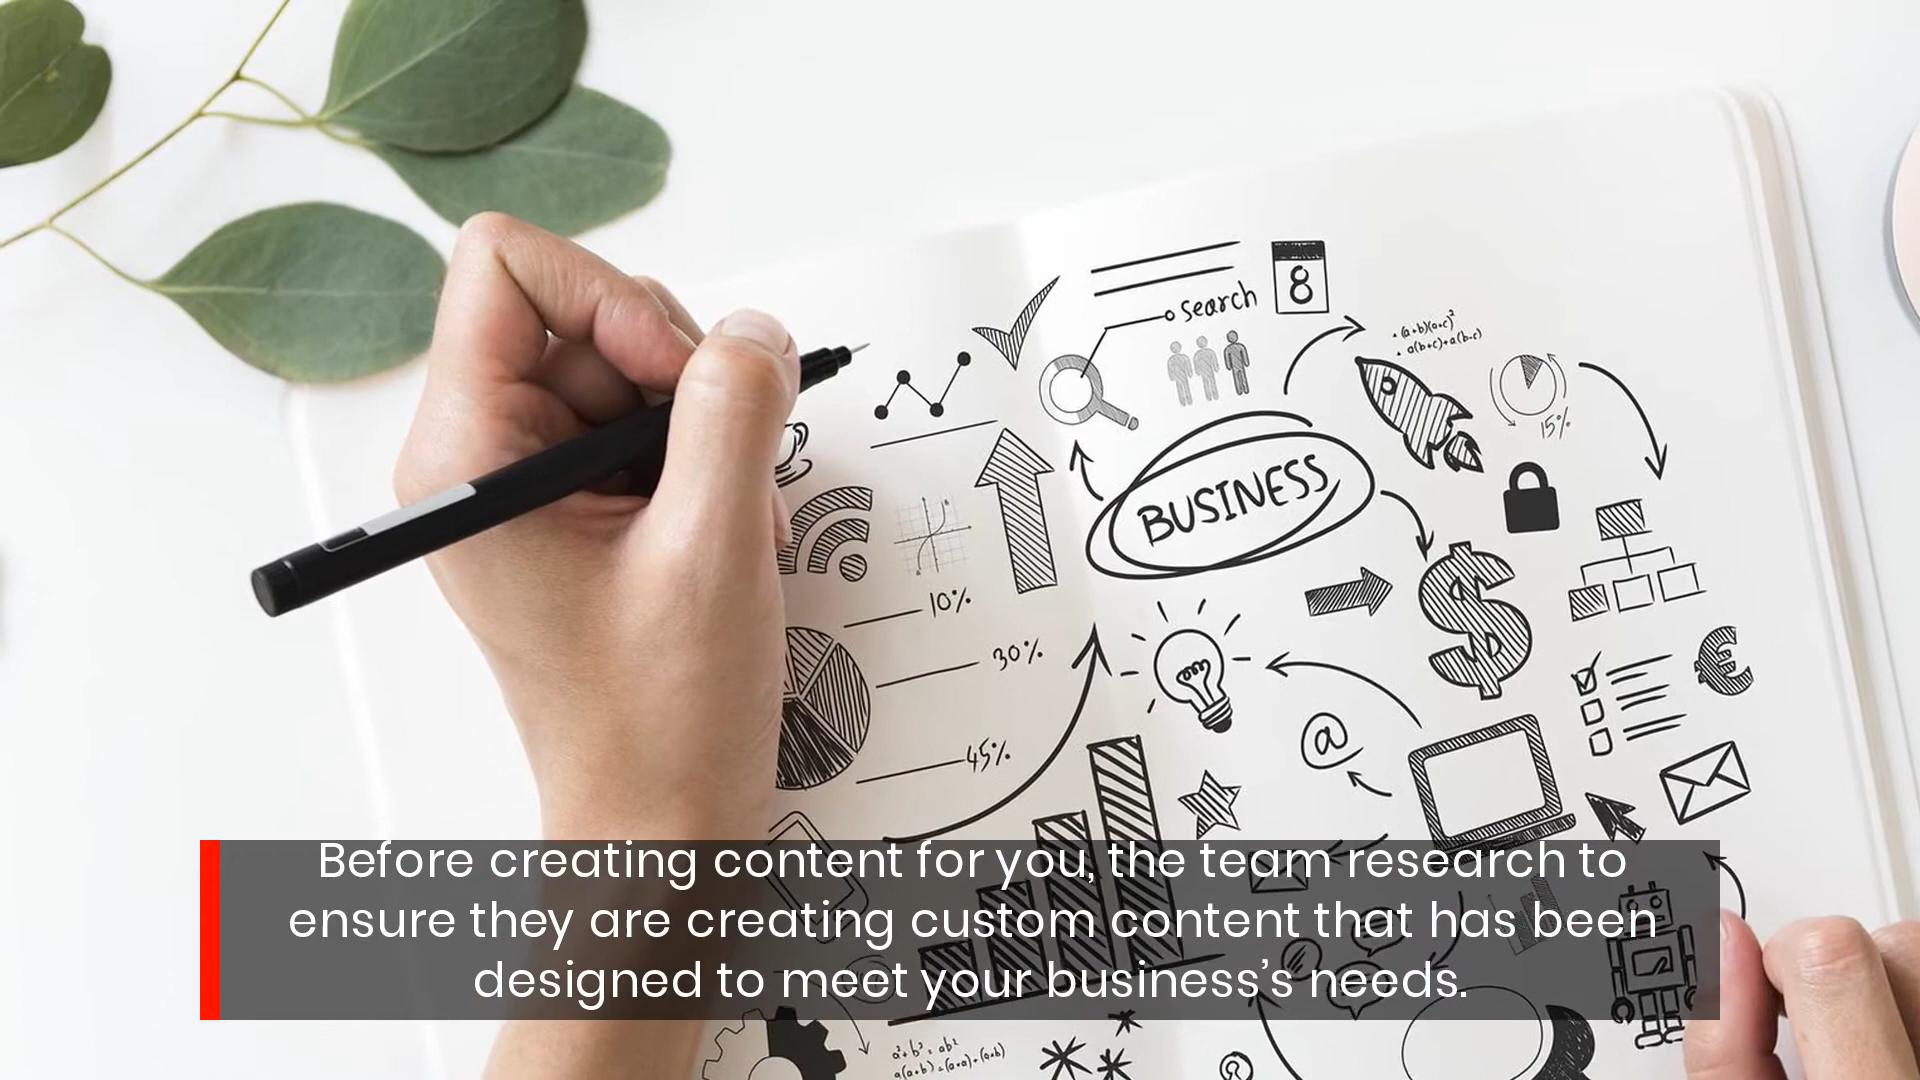 8
search
• (a+b)(a+c)²
• a(b+c)+a(b-c)
15%
BUSINESS
10%
30%
45%
$
€
@
Before creating content for you, the team research to
ensure they are creating custom content that has been
designed to meet your business’s needs.